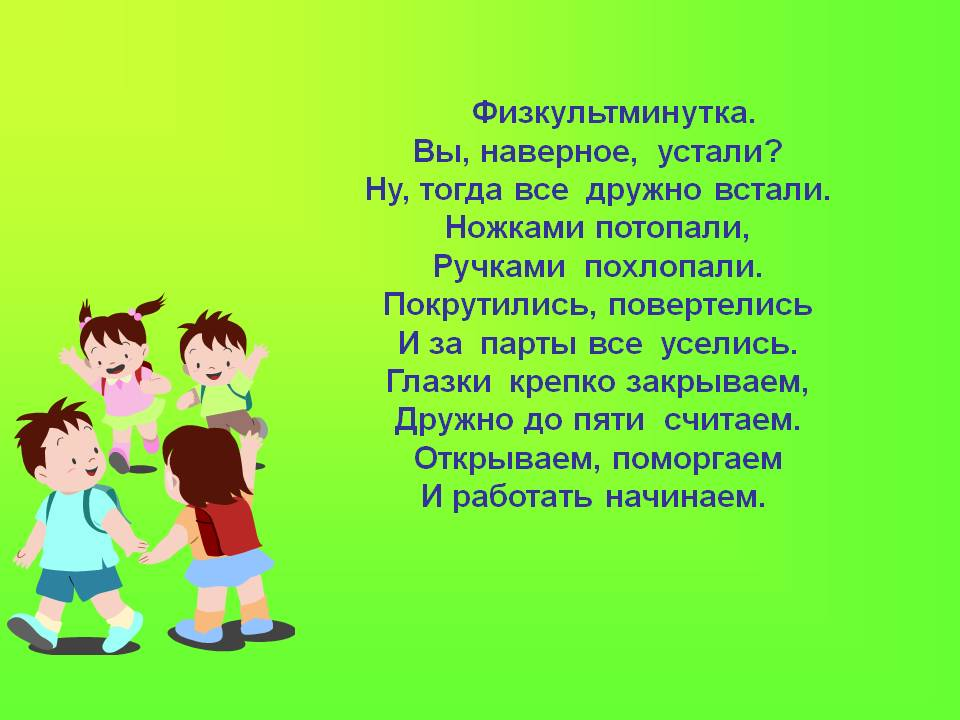 Физкультминутка.
Вы, наверное, устали?
Ну, тогда все дружно встали.
Ножками потопали,
Ручками похлопали.
Покрутились, повертелись
И за парты все уселись.
Глазки крепко закрываем,
Дружно до пяти считаем.
Открываем, поморгаем
И работать начинаем.